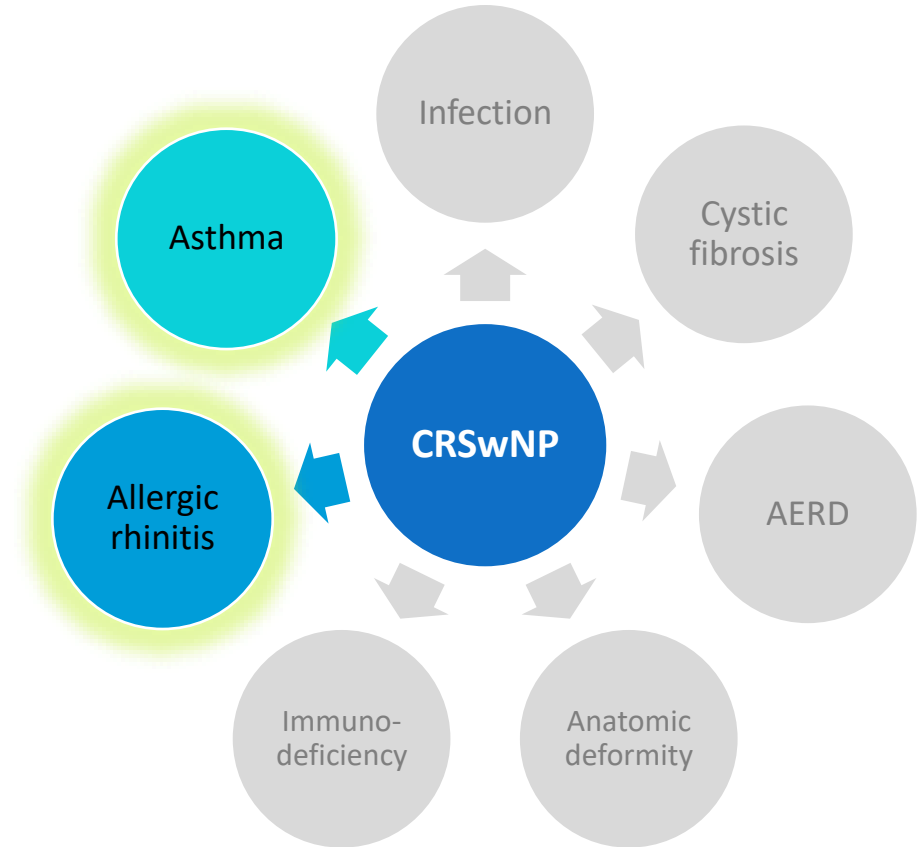 Infection
Cystic
fibrosis
Asthma
CRSwNP
Allergic
rhinitis
AERD
Immuno-
deficiency
Anatomic
deformity